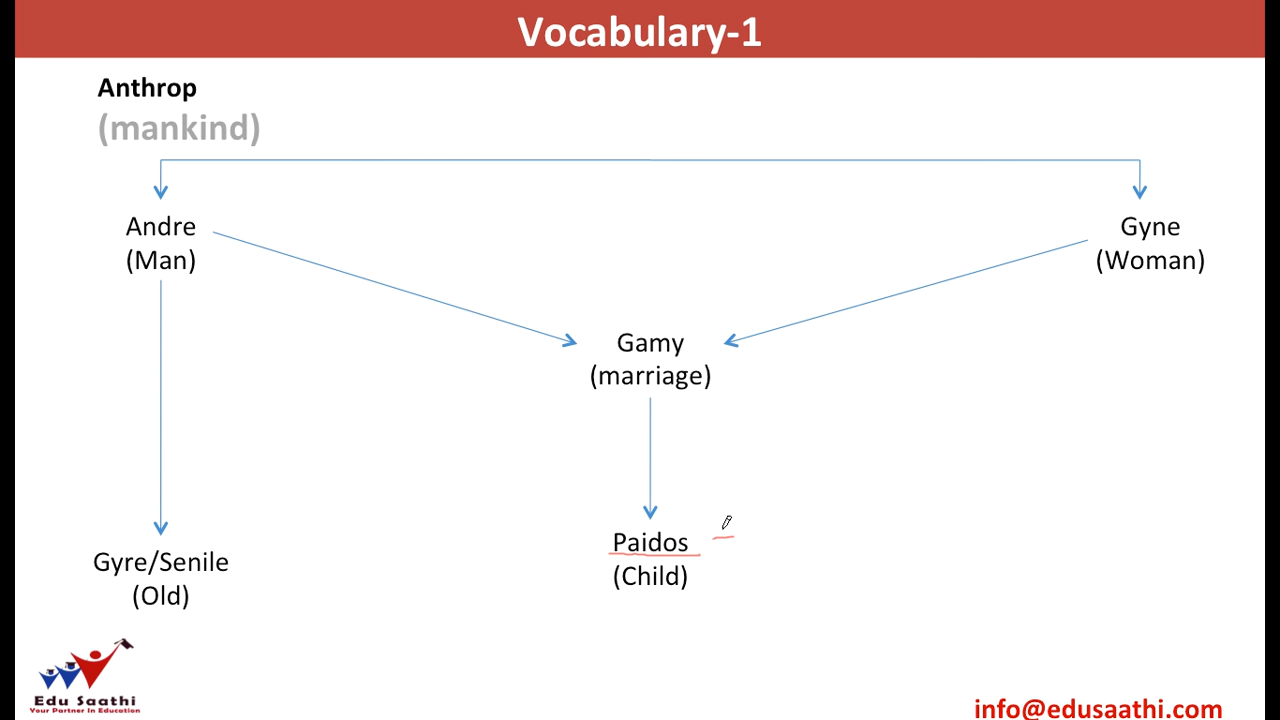 Vocabulary-1
Anthrop
(mankind)
Andre
(Man)
Gyne
(Woman)
Gamy
(marriage)
Paidos
(Child)
Gyre/Senile
(Old)
Edu Saathi
Your Partner In Education
info@edusaathi.com